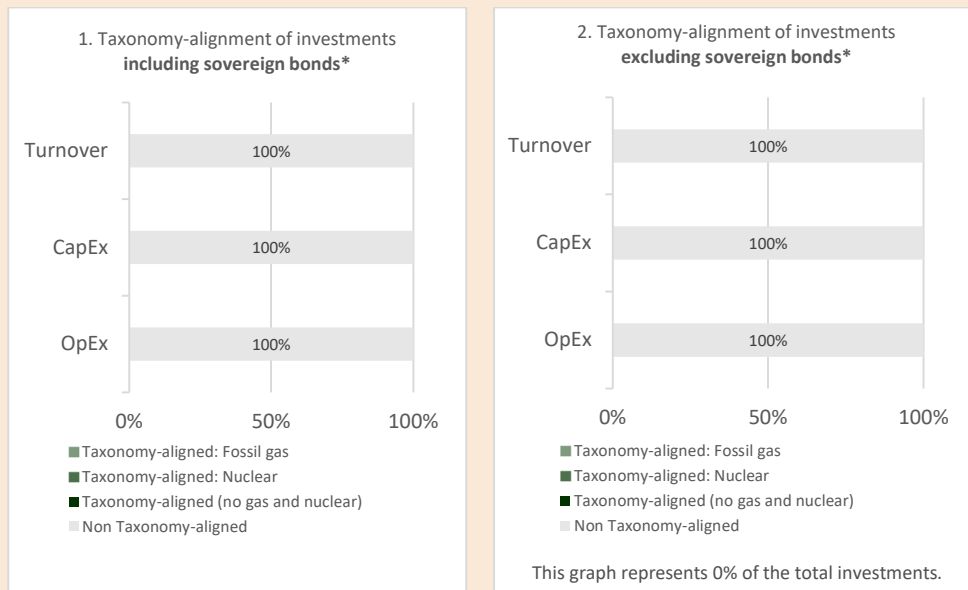 1. Taxonomy-alignment of investments
including sovereign bonds*
Turnover
100%
CapEx
100%
OpEx
100%
0%
50%
100%
Taxonomy-aligned: Fossil gas
Taxonomy-aligned: Nuclear
Taxonomy-aligned (no gas and nuclear)
Non Taxonomy-aligned
2. Taxonomy-alignment of investments
excluding sovereign bonds*
Turnover
100%
CapEx
100%
OpEx
100%
0%
50%
100%
Taxonomy-aligned: Fossil gas
Taxonomy-aligned: Nuclear
Taxonomy-aligned (no gas and nuclear)
Non Taxonomy-aligned
This graph represents 0% of the total investments.